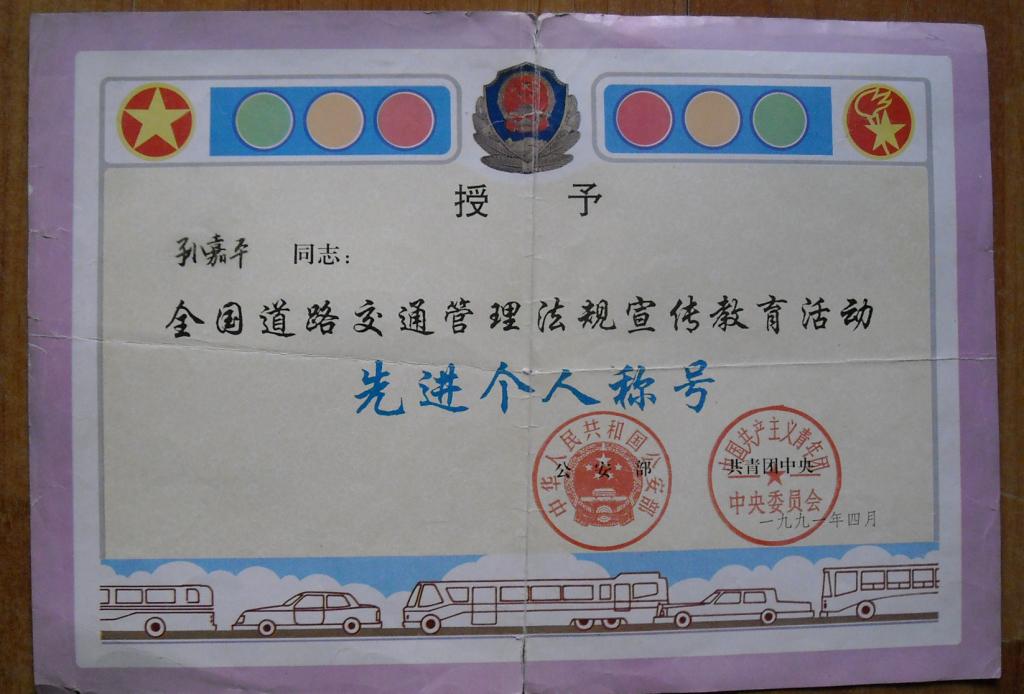 授予
孙嘉平 同志:
全国道路交通管理法规宣传教育活动
先进个人称号
中华人民共和国公安部
公安部
中国共产主义青年团
共青团中央
中央委员会
一九九一年四月